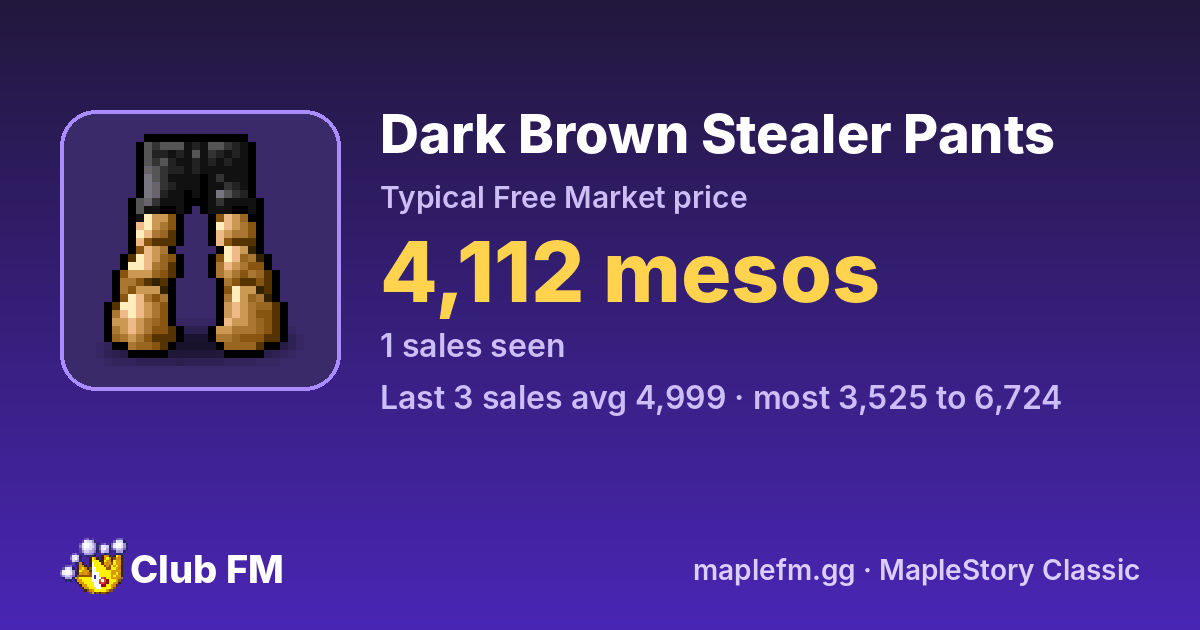 Dark Brown Stealer Pants
Typical Free Market price
4,112 mesos
1 sales seen
Last 3 sales avg 4,999 · most 3,525 to 6,724
Club FM
maplefm.gg · MapleStory Classic